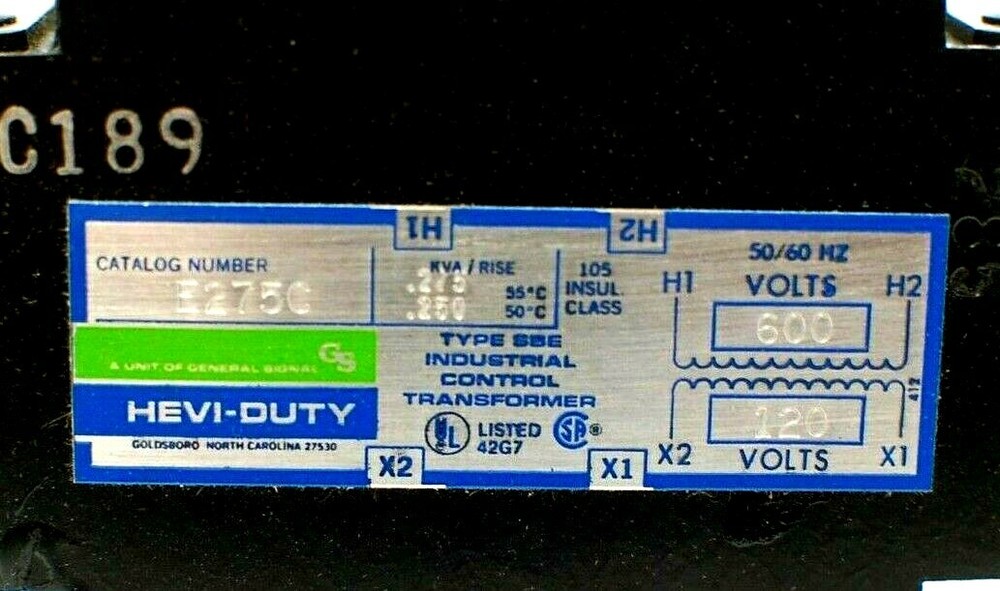 C189
H1
H2
CATALOG NUMBER
E275C
KVA / RISE
.275 55°C
.250 50°C
105
INSUL
CLASS
50/60 HZ
H1 VOLTS H2
600
GS
A UNIT OF GENERAL SIGNAL
HEVI-DUTY
GOLDSBORO NORTH CAROLINA 27530
TYPE SBE
INDUSTRIAL
CONTROL
TRANSFORMER
UL LISTED
42G7
SA®
412
120
X2 VOLTS X1
X2
X1